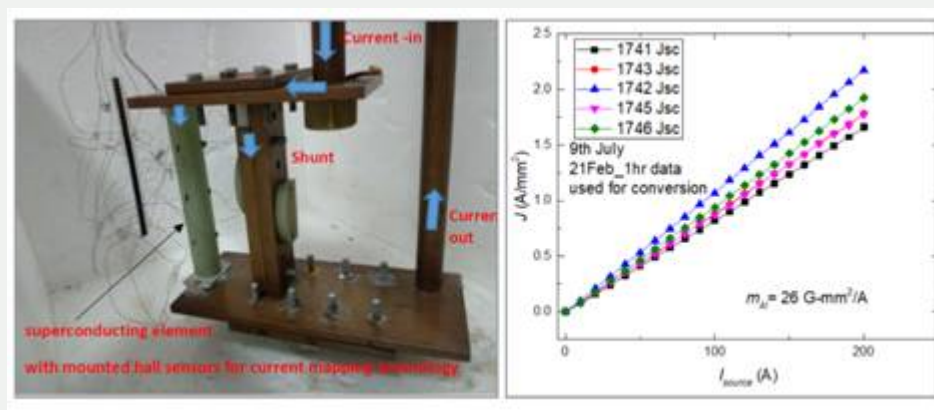 Current -in
Shunt
Current
out
superconducting element
with mounted hall sensors for current mapping
J (A/mm²)
2.5
2.0
1.5
1.0
0.5
0.0
1741 Jsc
1743 Jsc
1742 Jsc
1745 Jsc
1746 Jsc
9th July
21Feb_1hr data
used for conversion
m_Al= 26 G-mm²/A
0
100
200
I_source (A)